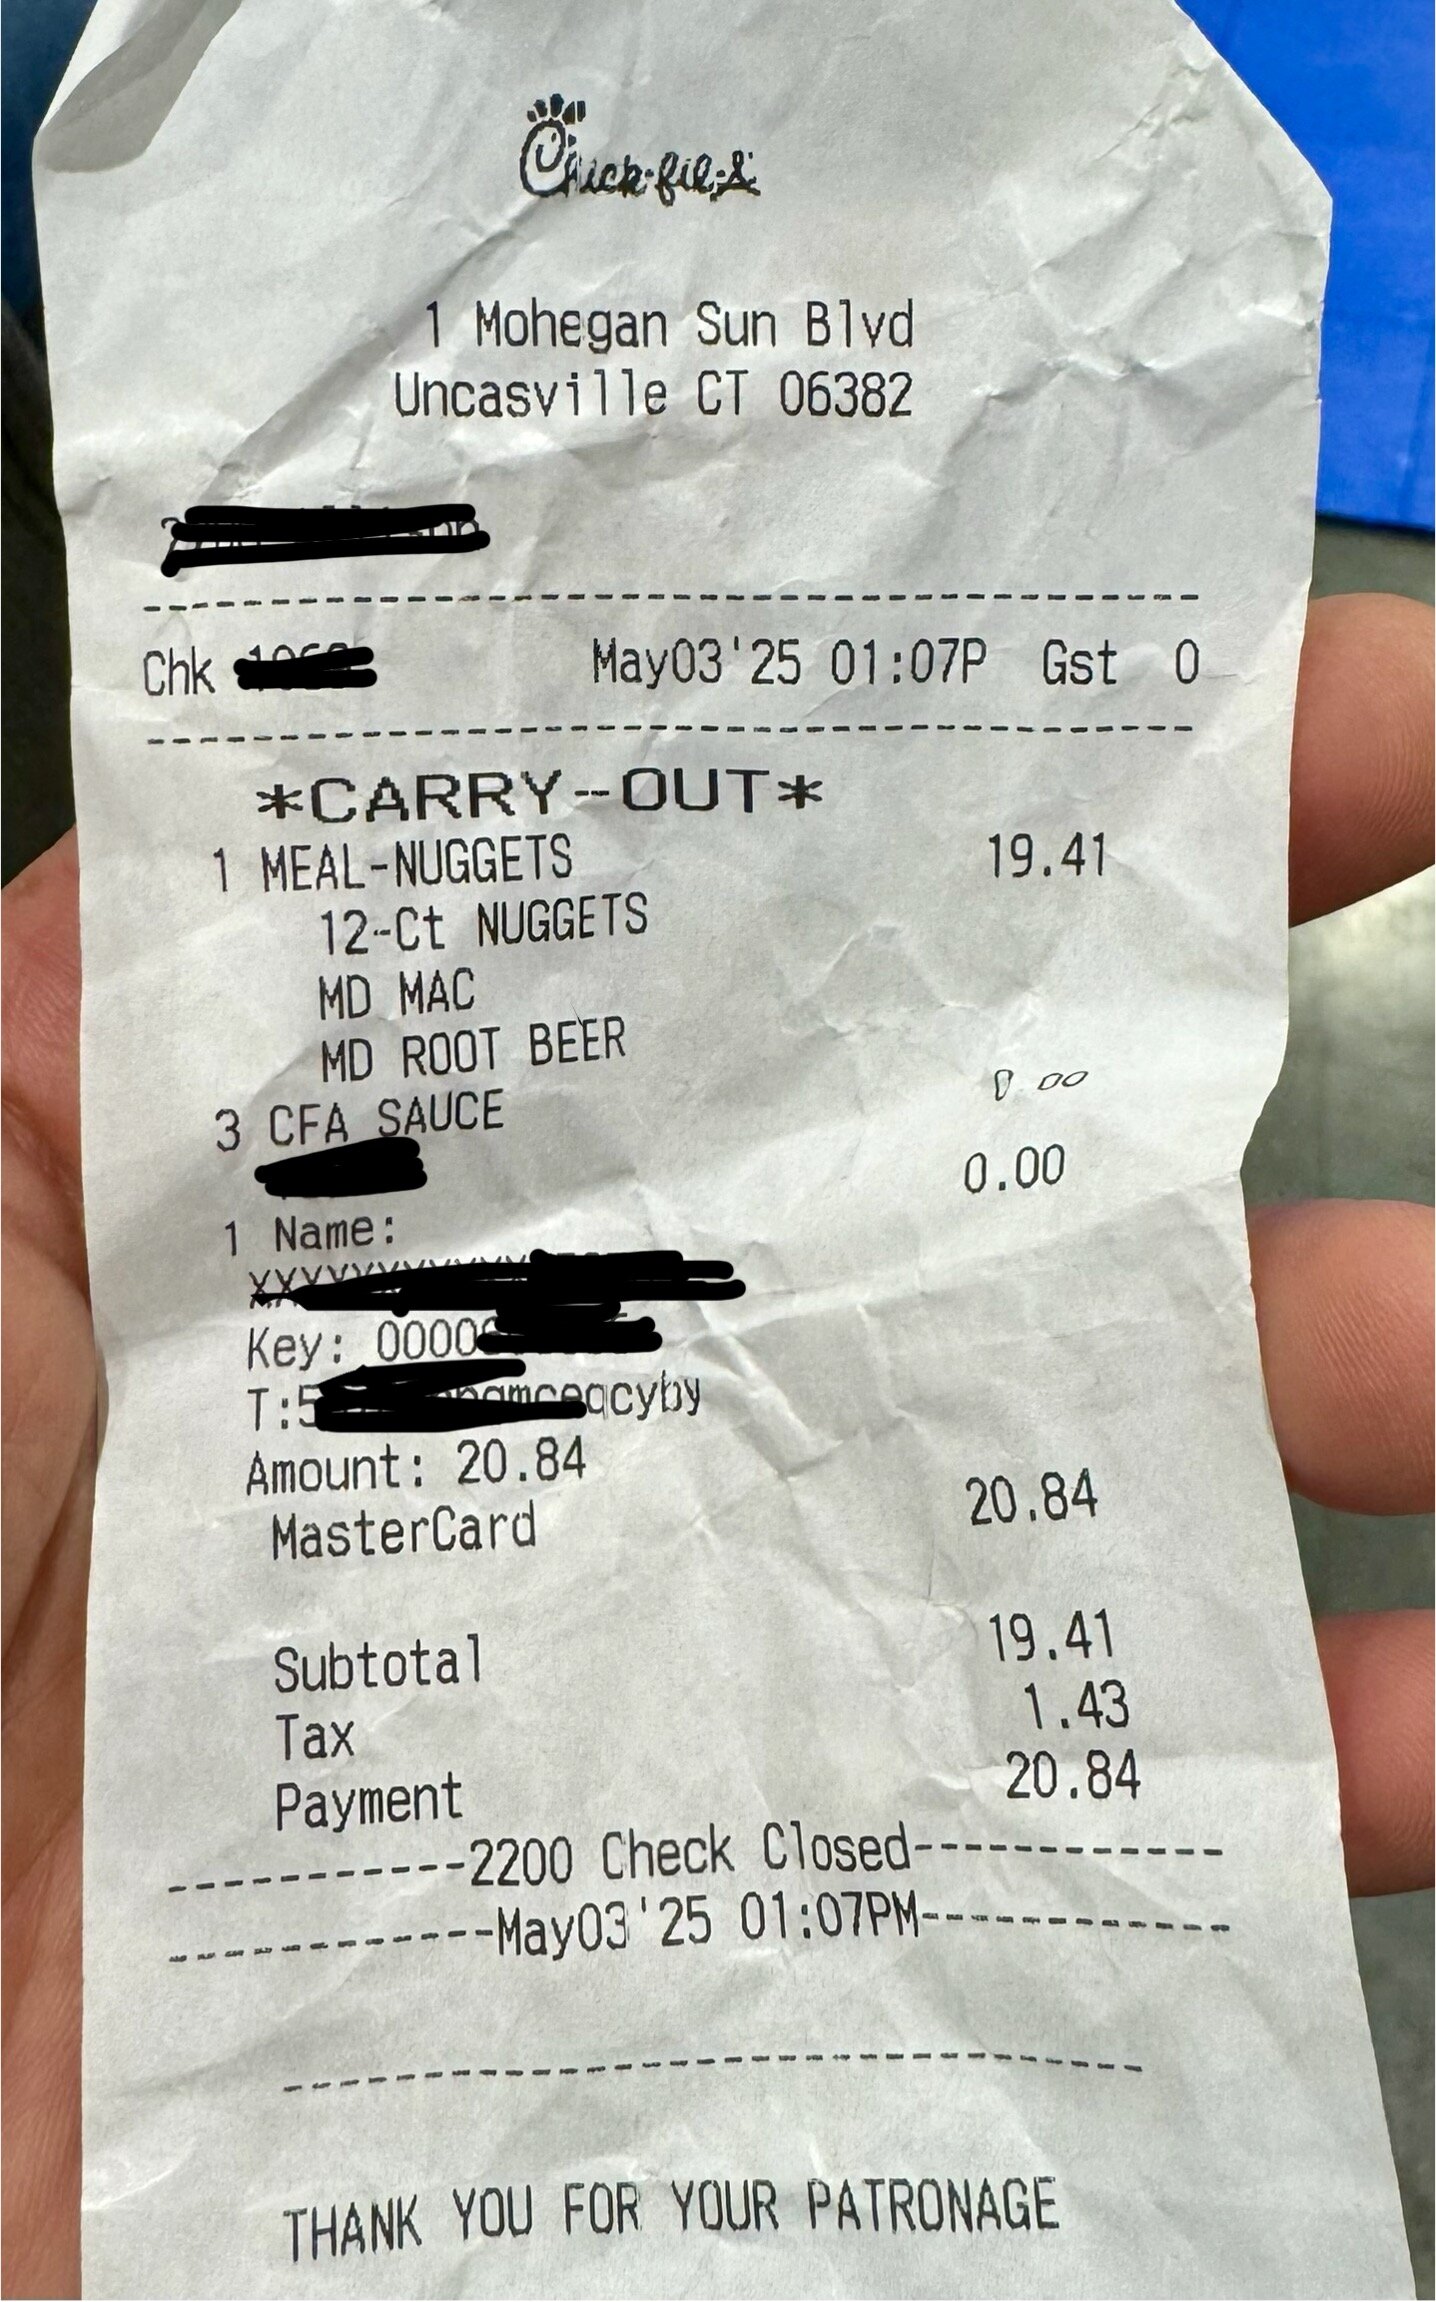 Chick-fil-A
1 Mohegan Sun Blvd
Uncasville CT 06382
Chk May03'25 01:07P Gst 0
*CARRY-OUT*
1 MEAL-NUGGETS 19.41
12-Ct NUGGETS
MD MAC
MD ROOT BEER
3 CFA SAUCE 0.00
1 Name: 0.00
Key:
Amount: 20.84
MasterCard 20.84
Subtotal 19.41
Tax 1.43
Payment 20.84
---------2200 Check Closed------------
------------May03'25 01:07PM------------
THANK YOU FOR YOUR PATRONAGE